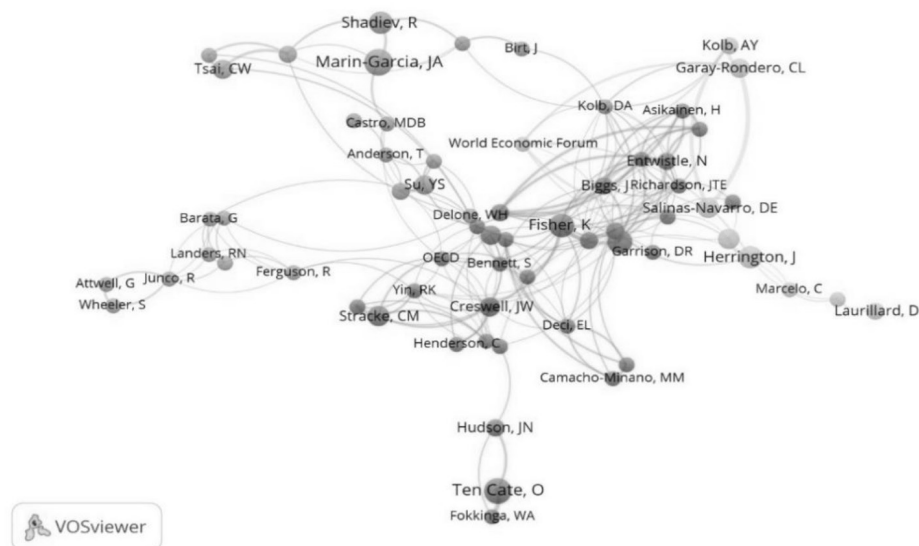 Shadiev, R
Kolb, AY
Birt, J
Marin-Garcia, JA
Garay-Rondero, CL
Tsai, CW
Kolb, DA
Asikainen, H
Castro, MDB
World Economic Forum
Anderson, T
Entwistle, N
Su, YS
Biggs, J
Richardson, JTE
Salinas-Navarro, DE
Delone, WH
Barata, G
Fisher, K
Garrison, DR
Landers, RN
OECD
Bennett, S
Herrington, J
Ferguson, R
Junco, R
Attwell, G
Yin, RK
Marcelo, C
Wheeler, S
Creswell, JW
Stracke, CM
Laurillard, D
Deci, EL
Henderson, C
Camacho-Minano, MM
Hudson, JN
Ten Cate, O
Fokkinga, WA
VOSviewer